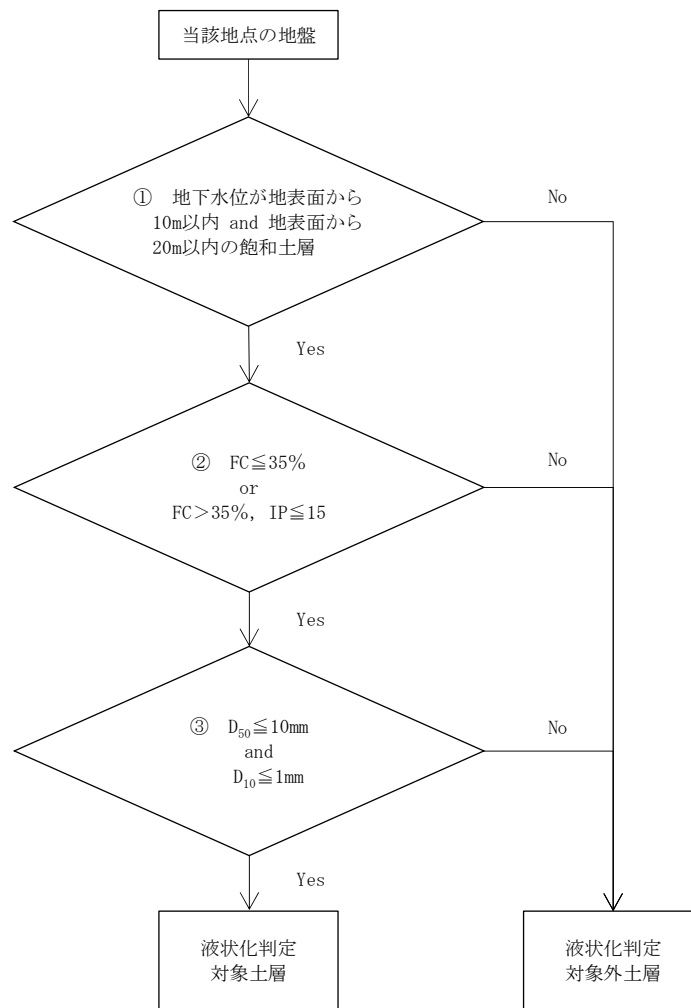 当該地点の地盤
① 地下水位が地表面から
10m以内 and 地表面から
20m以内の飽和土層
No
Yes
② FC≦35%
or
FC>35%, IP≦15
No
Yes
③ D₅₀≦10mm
and
D₁₀≦1mm
No
Yes
液状化判定
対象土層
液状化判定
対象外土層